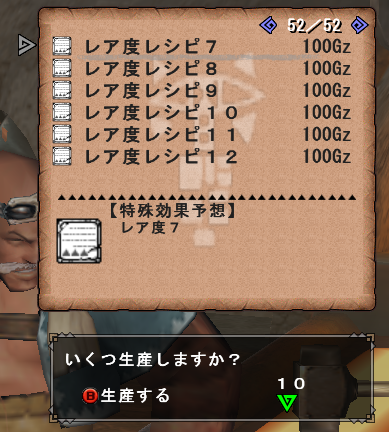 52/52
レア度レシピ7 100Gz
レア度レシピ8 100Gz
レア度レシピ9 100Gz
レア度レシピ10 100Gz
レア度レシピ11 100Gz
レア度レシピ12 100Gz
【特殊効果予想】
レア度7
いくつ生産しますか?
10
B生産する